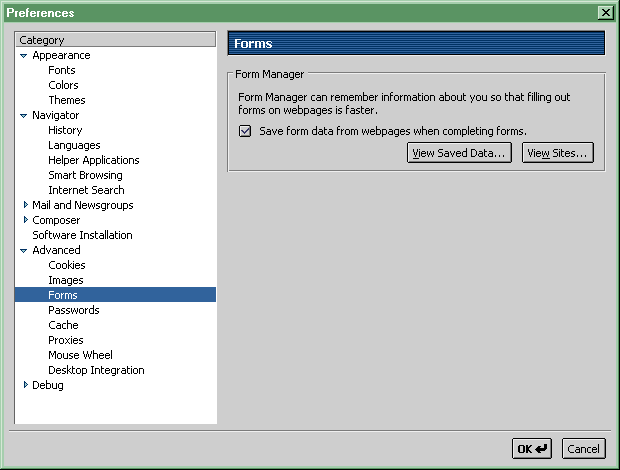 Preferences
Category
Appearance
Fonts
Colors
Themes
Navigator
History
Languages
Helper Applications
Smart Browsing
Internet Search
Mail and Newsgroups
Composer
Software Installation
Advanced
Cookies
Images
Forms
Passwords
Cache
Proxies
Mouse Wheel
Desktop Integration
Debug
Forms
Form Manager
Form Manager can remember information about you so that filling out
forms on webpages is faster.
Save form data from webpages when completing forms.
View Saved Data... View Sites...
OK Cancel